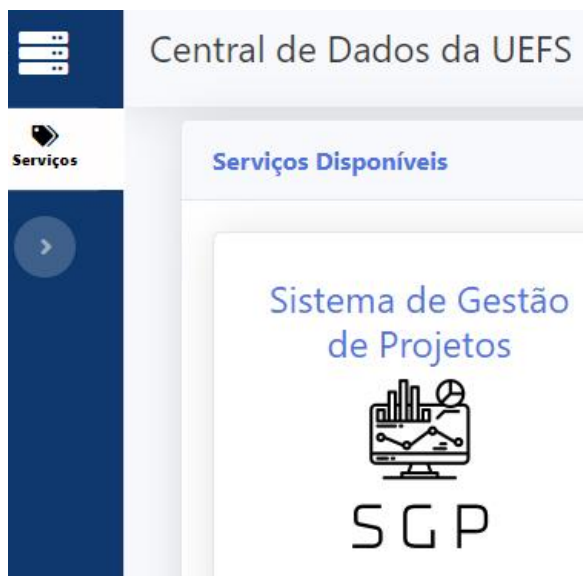 Central de Dados da UEFS
Serviços
Serviços Disponíveis
Sistema de Gestão
de Projetos
SGP